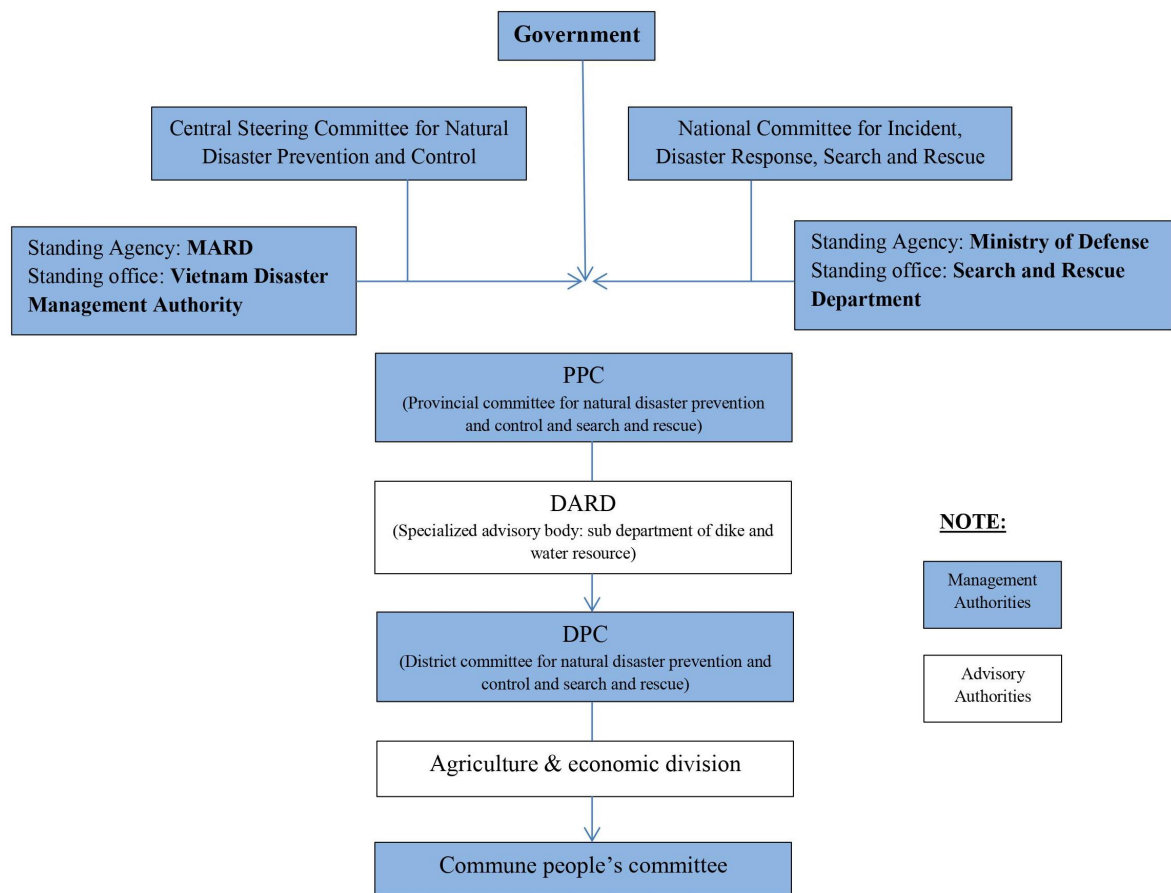 Government
Central Steering Committee for Natural
Disaster Prevention and Control
National Committee for Incident,
Disaster Response, Search and Rescue
Standing Agency: MARD
Standing office: Vietnam Disaster
Management Authority
Standing Agency: Ministry of Defense
Standing office: Search and Rescue
Department
PPC
(Provincial committee for natural disaster prevention
and control and search and rescue)
DARD
(Specialized advisory body: sub department of dike and
water resource)
DPC
(District committee for natural disaster prevention and
control and search and rescue)
Agriculture & economic division
Commune people’s committee
NOTE:
Management
Authorities
Advisory
Authorities